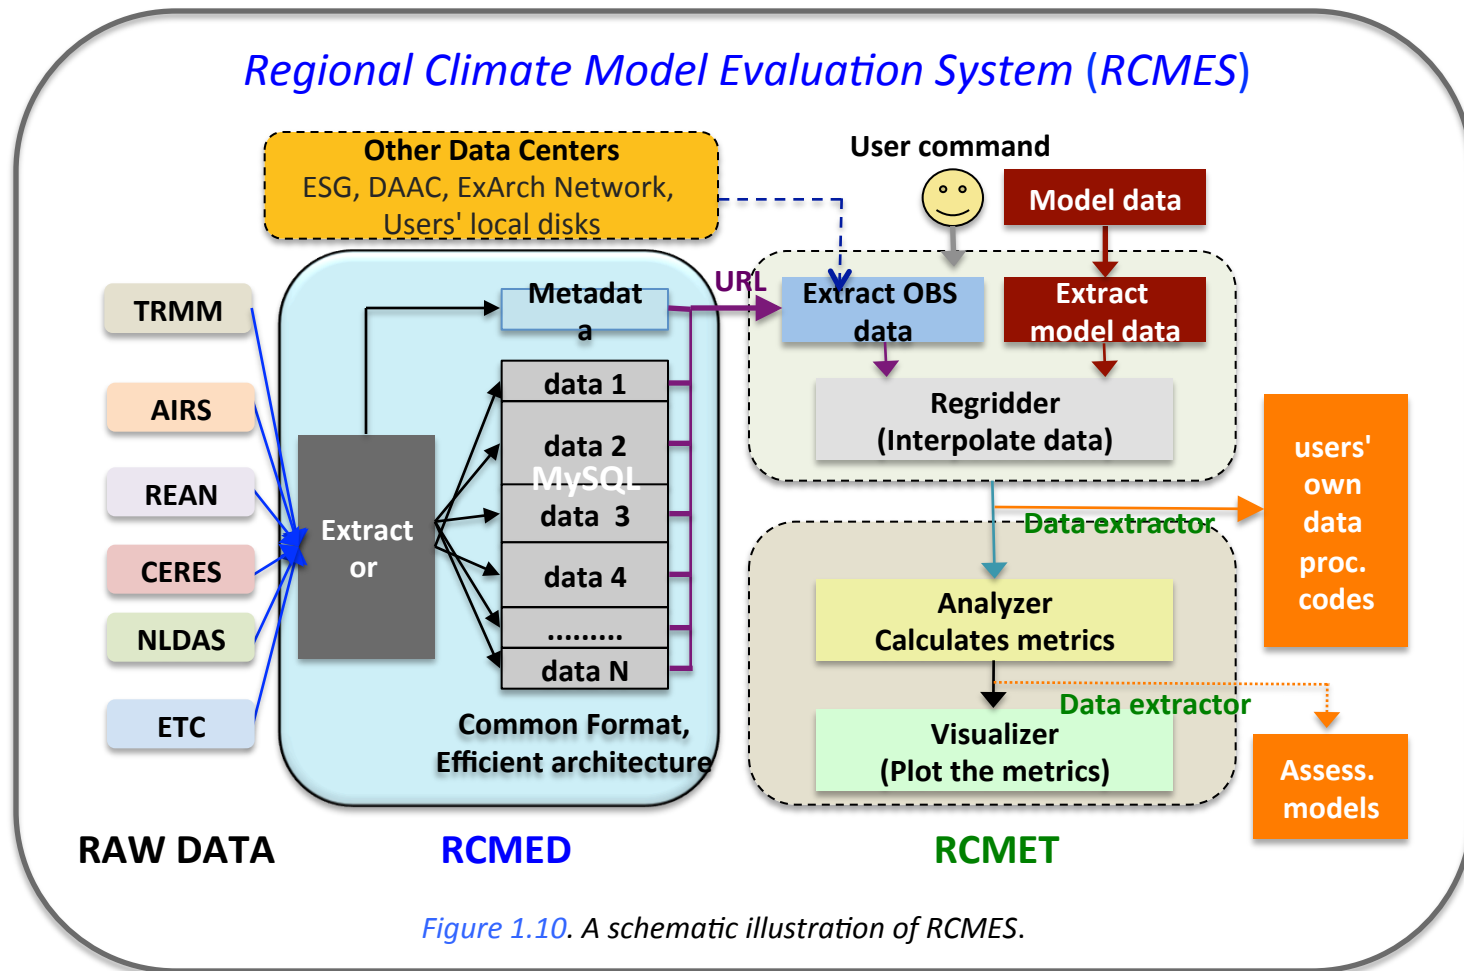 Regional Climate Model Evaluation System (RCMES)
Other Data Centers
ESG, DAAC, ExArch Network,
Users' local disks
User command
Model data
TRMM
AIRS
REAN
CERES
NLDAS
ETC
Extract
or
Metadat
a
data 1
data 2
MySQL
data  3
data 4
.........
data N
Common Format,
Efficient architecture
URL
Extract OBS
data
Extract
model data
Regridder
(Interpolate data)
Data extractor
users'
own
data
proc.
codes
Analyzer
Calculates metrics
Data extractor
Visualizer
(Plot the metrics)
Assess.
models
RAW DATA
RCMED
RCMET
Figure 1.10. A schematic illustration of RCMES.